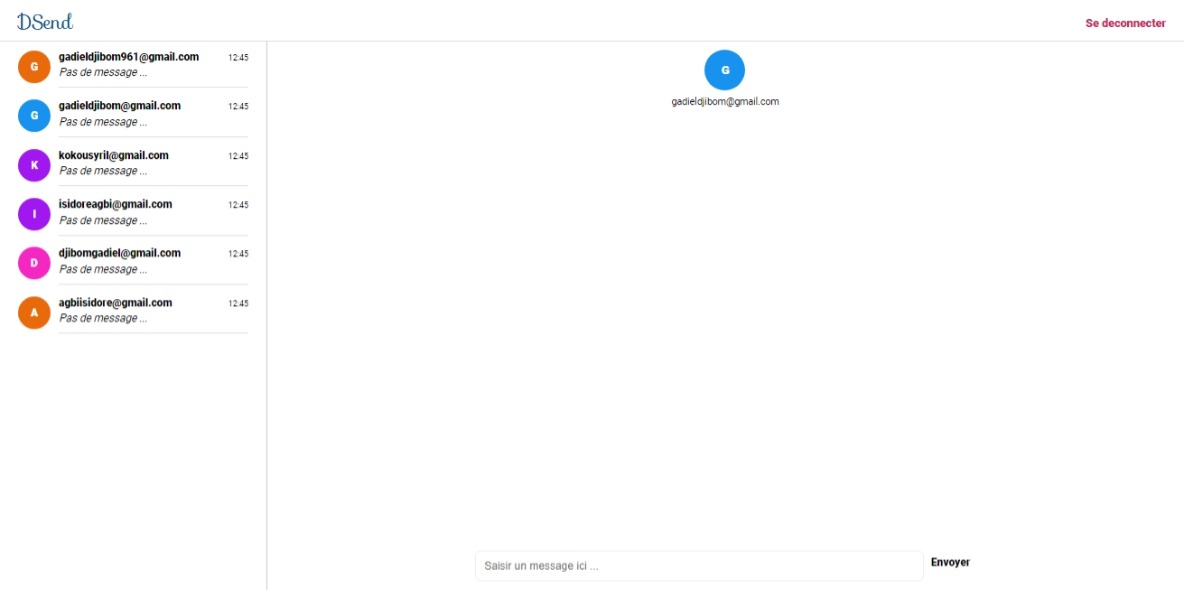 DSend
Se deconnecter
G
gadieldjibom961@gmail.com 12:45
Pas de message ...
G
gadieldjibom@gmail.com 12:45
Pas de message ...
K
kokousyril@gmail.com 12:45
Pas de message ...
I
isidoreagbi@gmail.com 12:45
Pas de message ...
D
djibomgadiel@gmail.com 12:45
Pas de message ...
A
agbiisidore@gmail.com 12:45
Pas de message ...
G
gadieldjibom@gmail.com
Saisir un message ici ...
Envoyer